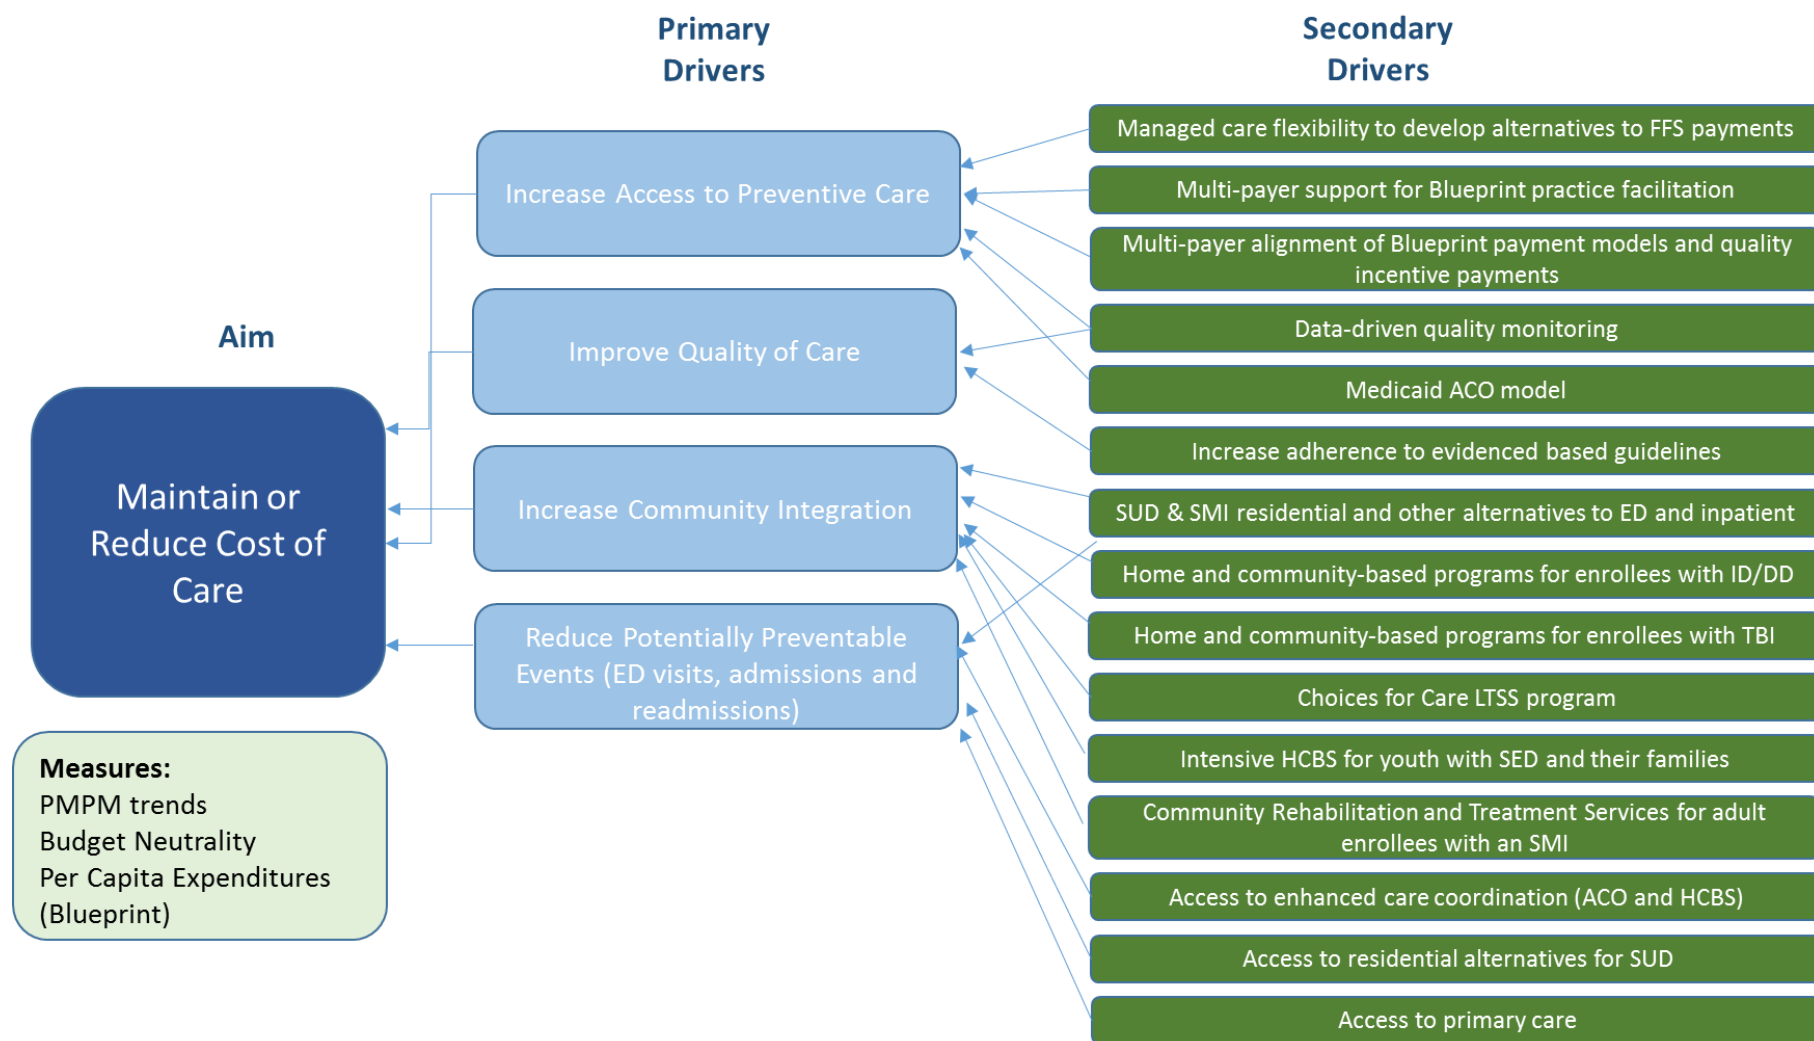 Primary
Drivers
Secondary
Drivers
Aim
Maintain or
Reduce Cost of
Care
Measures:
PMPM trends
Budget Neutrality
Per Capita Expenditures
(Blueprint)
Increase Access to Preventive Care
Improve Quality of Care
Increase Community Integration
Reduce Potentially Preventable
Events (ED visits, admissions and
readmissions)
Managed care flexibility to develop alternatives to FFS payments
Multi-payer support for Blueprint practice facilitation
Multi-payer alignment of Blueprint payment models and quality
incentive payments
Data-driven quality monitoring
Medicaid ACO model
Increase adherence to evidenced based guidelines
SUD & SMI residential and other alternatives to ED and inpatient
Home and community-based programs for enrollees with ID/DD
Home and community-based programs for enrollees with TBI
Choices for Care LTSS program
Intensive HCBS for youth with SED and their families
Community Rehabilitation and Treatment Services for adult
enrollees with an SMI
Access to enhanced care coordination (ACO and HCBS)
Access to residential alternatives for SUD
Access to primary care